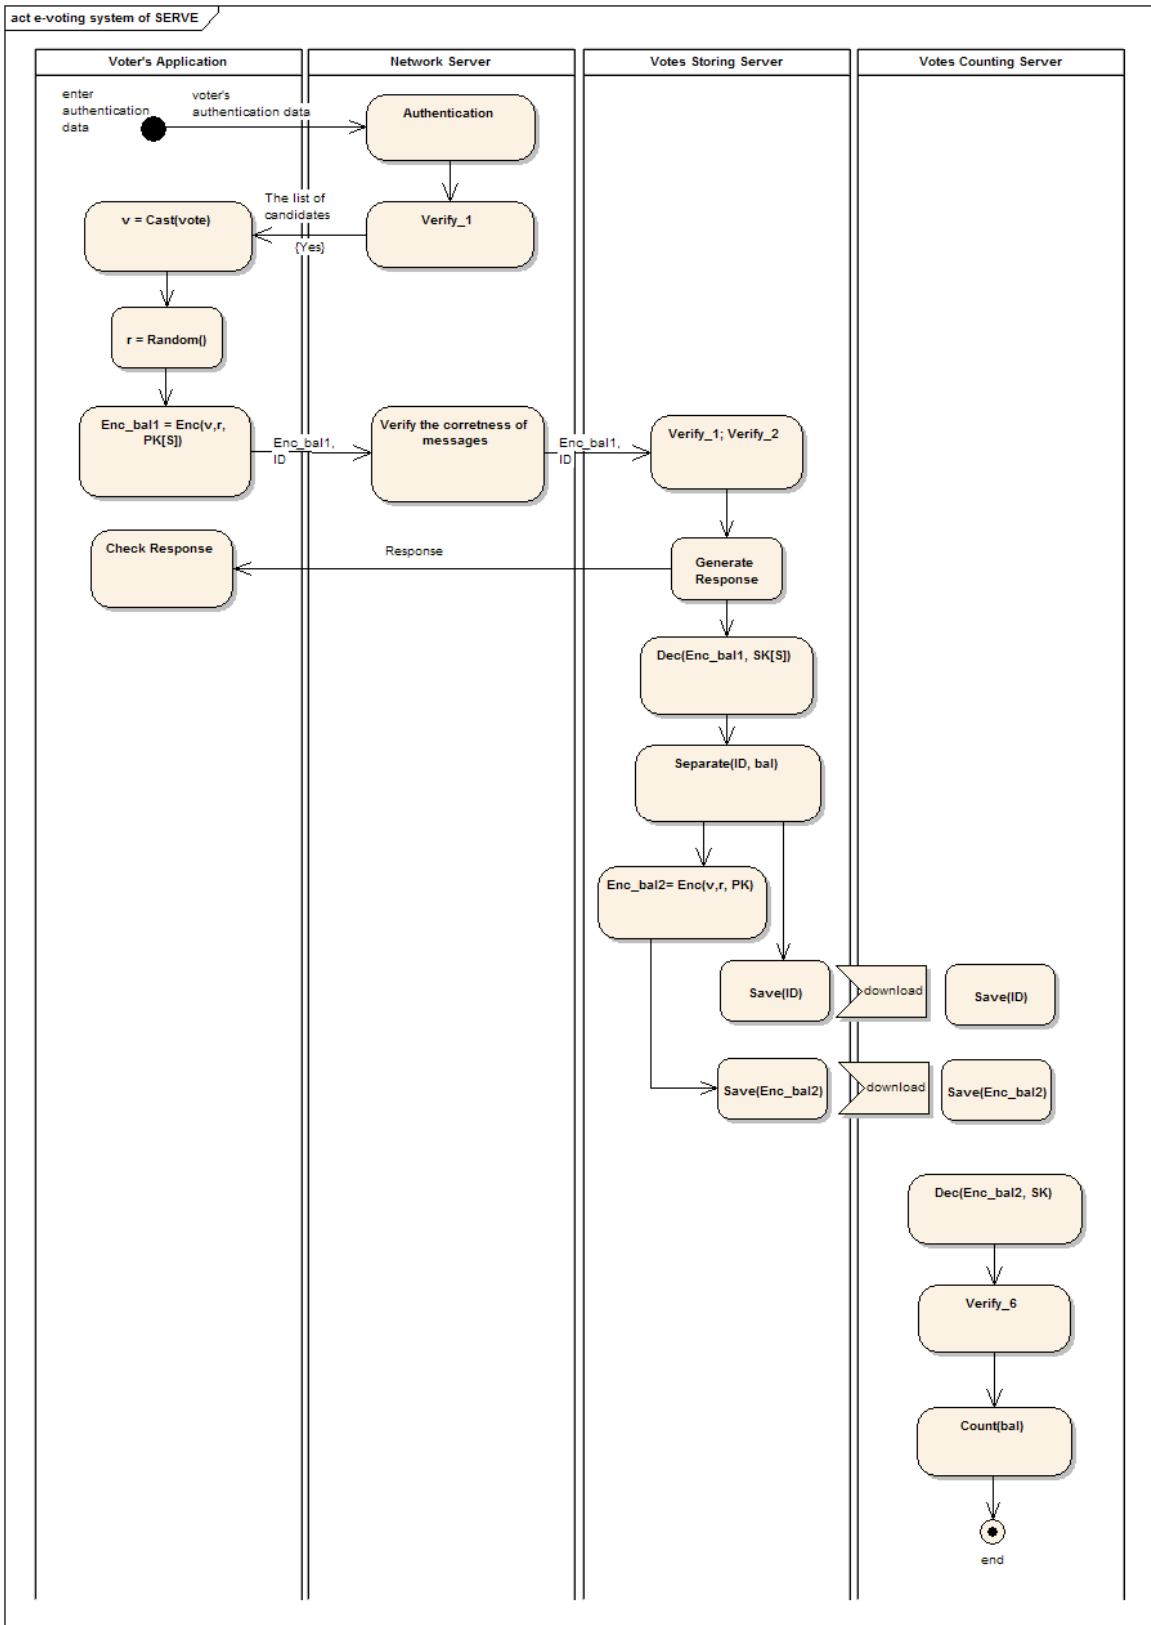 act e-voting system of SERVE
Voter's Application
Network Server
Votes Storing Server
Votes Counting Server
enter
authentication
data
voter's
authentication data
Authentication
The list of
candidates
{Yes}
v = Cast(vote)
Verify_1
r = Random()
Enc_bal1 = Enc(v,r,
PK[S])
Enc_bal1,
ID
Verify the corretness of
messages
Enc_bal1,
ID
Verify_1; Verify_2
Check Response
Response
Generate
Response
Dec(Enc_bal1, SK[S])
Separate(ID, bal)
Enc_bal2= Enc(v,r, PK)
Save(ID)
download
Save(ID)
Save(Enc_bal2)
download
Save(Enc_bal2)
Dec(Enc_bal2, SK)
Verify_6
Count(bal)
end